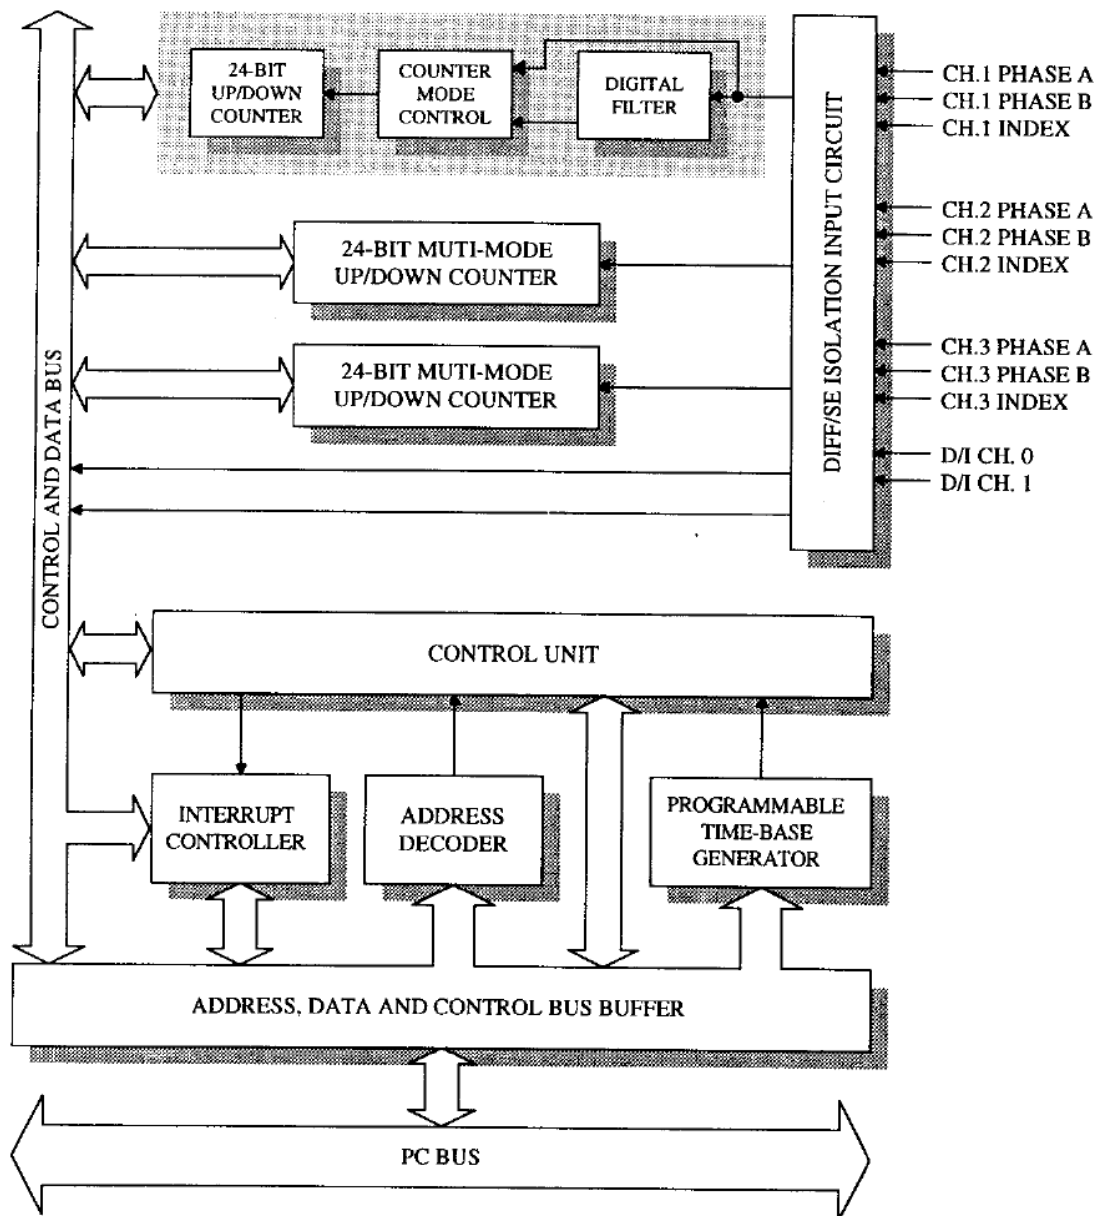 24-BIT
UP/DOWN
COUNTER
COUNTER
MODE
CONTROL
DIGITAL
FILTER
DIFF/SE ISOLATION INPUT CIRCUIT
CH.1 PHASE A
CH.1 PHASE B
CH.1 INDEX
CH.2 PHASE A
CH.2 PHASE B
CH.2 INDEX
CH.3 PHASE A
CH.3 PHASE B
CH.3 INDEX
D/I CH. 0
D/I CH. 1
24-BIT MUTI-MODE
UP/DOWN COUNTER
24-BIT MUTI-MODE
UP/DOWN COUNTER
CONTROL AND DATA BUS
CONTROL UNIT
INTERRUPT
CONTROLLER
ADDRESS
DECODER
PROGRAMMABLE
TIME-BASE
GENERATOR
ADDRESS, DATA AND CONTROL BUS BUFFER
PC BUS